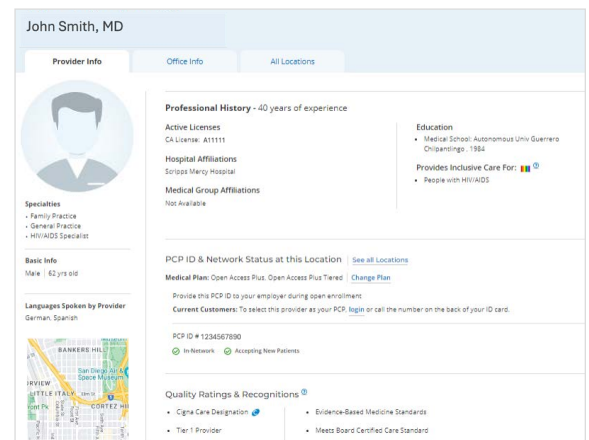 John Smith, MD
Provider Info
Office Info
All Locations
Specialties
• Family Practice
• General Practice
• HIV/AIDS Specialist
Basic Info
Male | 62 yrs old
Languages Spoken by Provider
German, Spanish
BANKERS HILL
San Diego Air &
Space Museum
LITTLE ITALY
CORTEZ HI
Professional History - 40 years of experience
Active Licenses
CA License: A11111
Hospital Affiliations
Scripps Mercy Hospital
Medical Group Affiliations
Not Available
Education
• Medical School: Autonomous Univ Guerrero
Chilpantlingo, 1984
Provides Inclusive Care For:
• People with HIV/AIDS
PCP ID & Network Status at this Location | See all Locations
Medical Plan: Open Access Plus, Open Access Plus Tiered | Change Plan
Provide this PCP ID to your employer during open enrollment
Current Customers: To select this provider as your PCP, login or call the number on the back of your ID card.
PCP ID # 1234567890
In-Network Accepting New Patients
Quality Ratings & Recognitions
• Cigna Care Designation
• Tier 1 Provider
• Evidence-Based Medicine Standards
• Meets Board Certified Care Standard